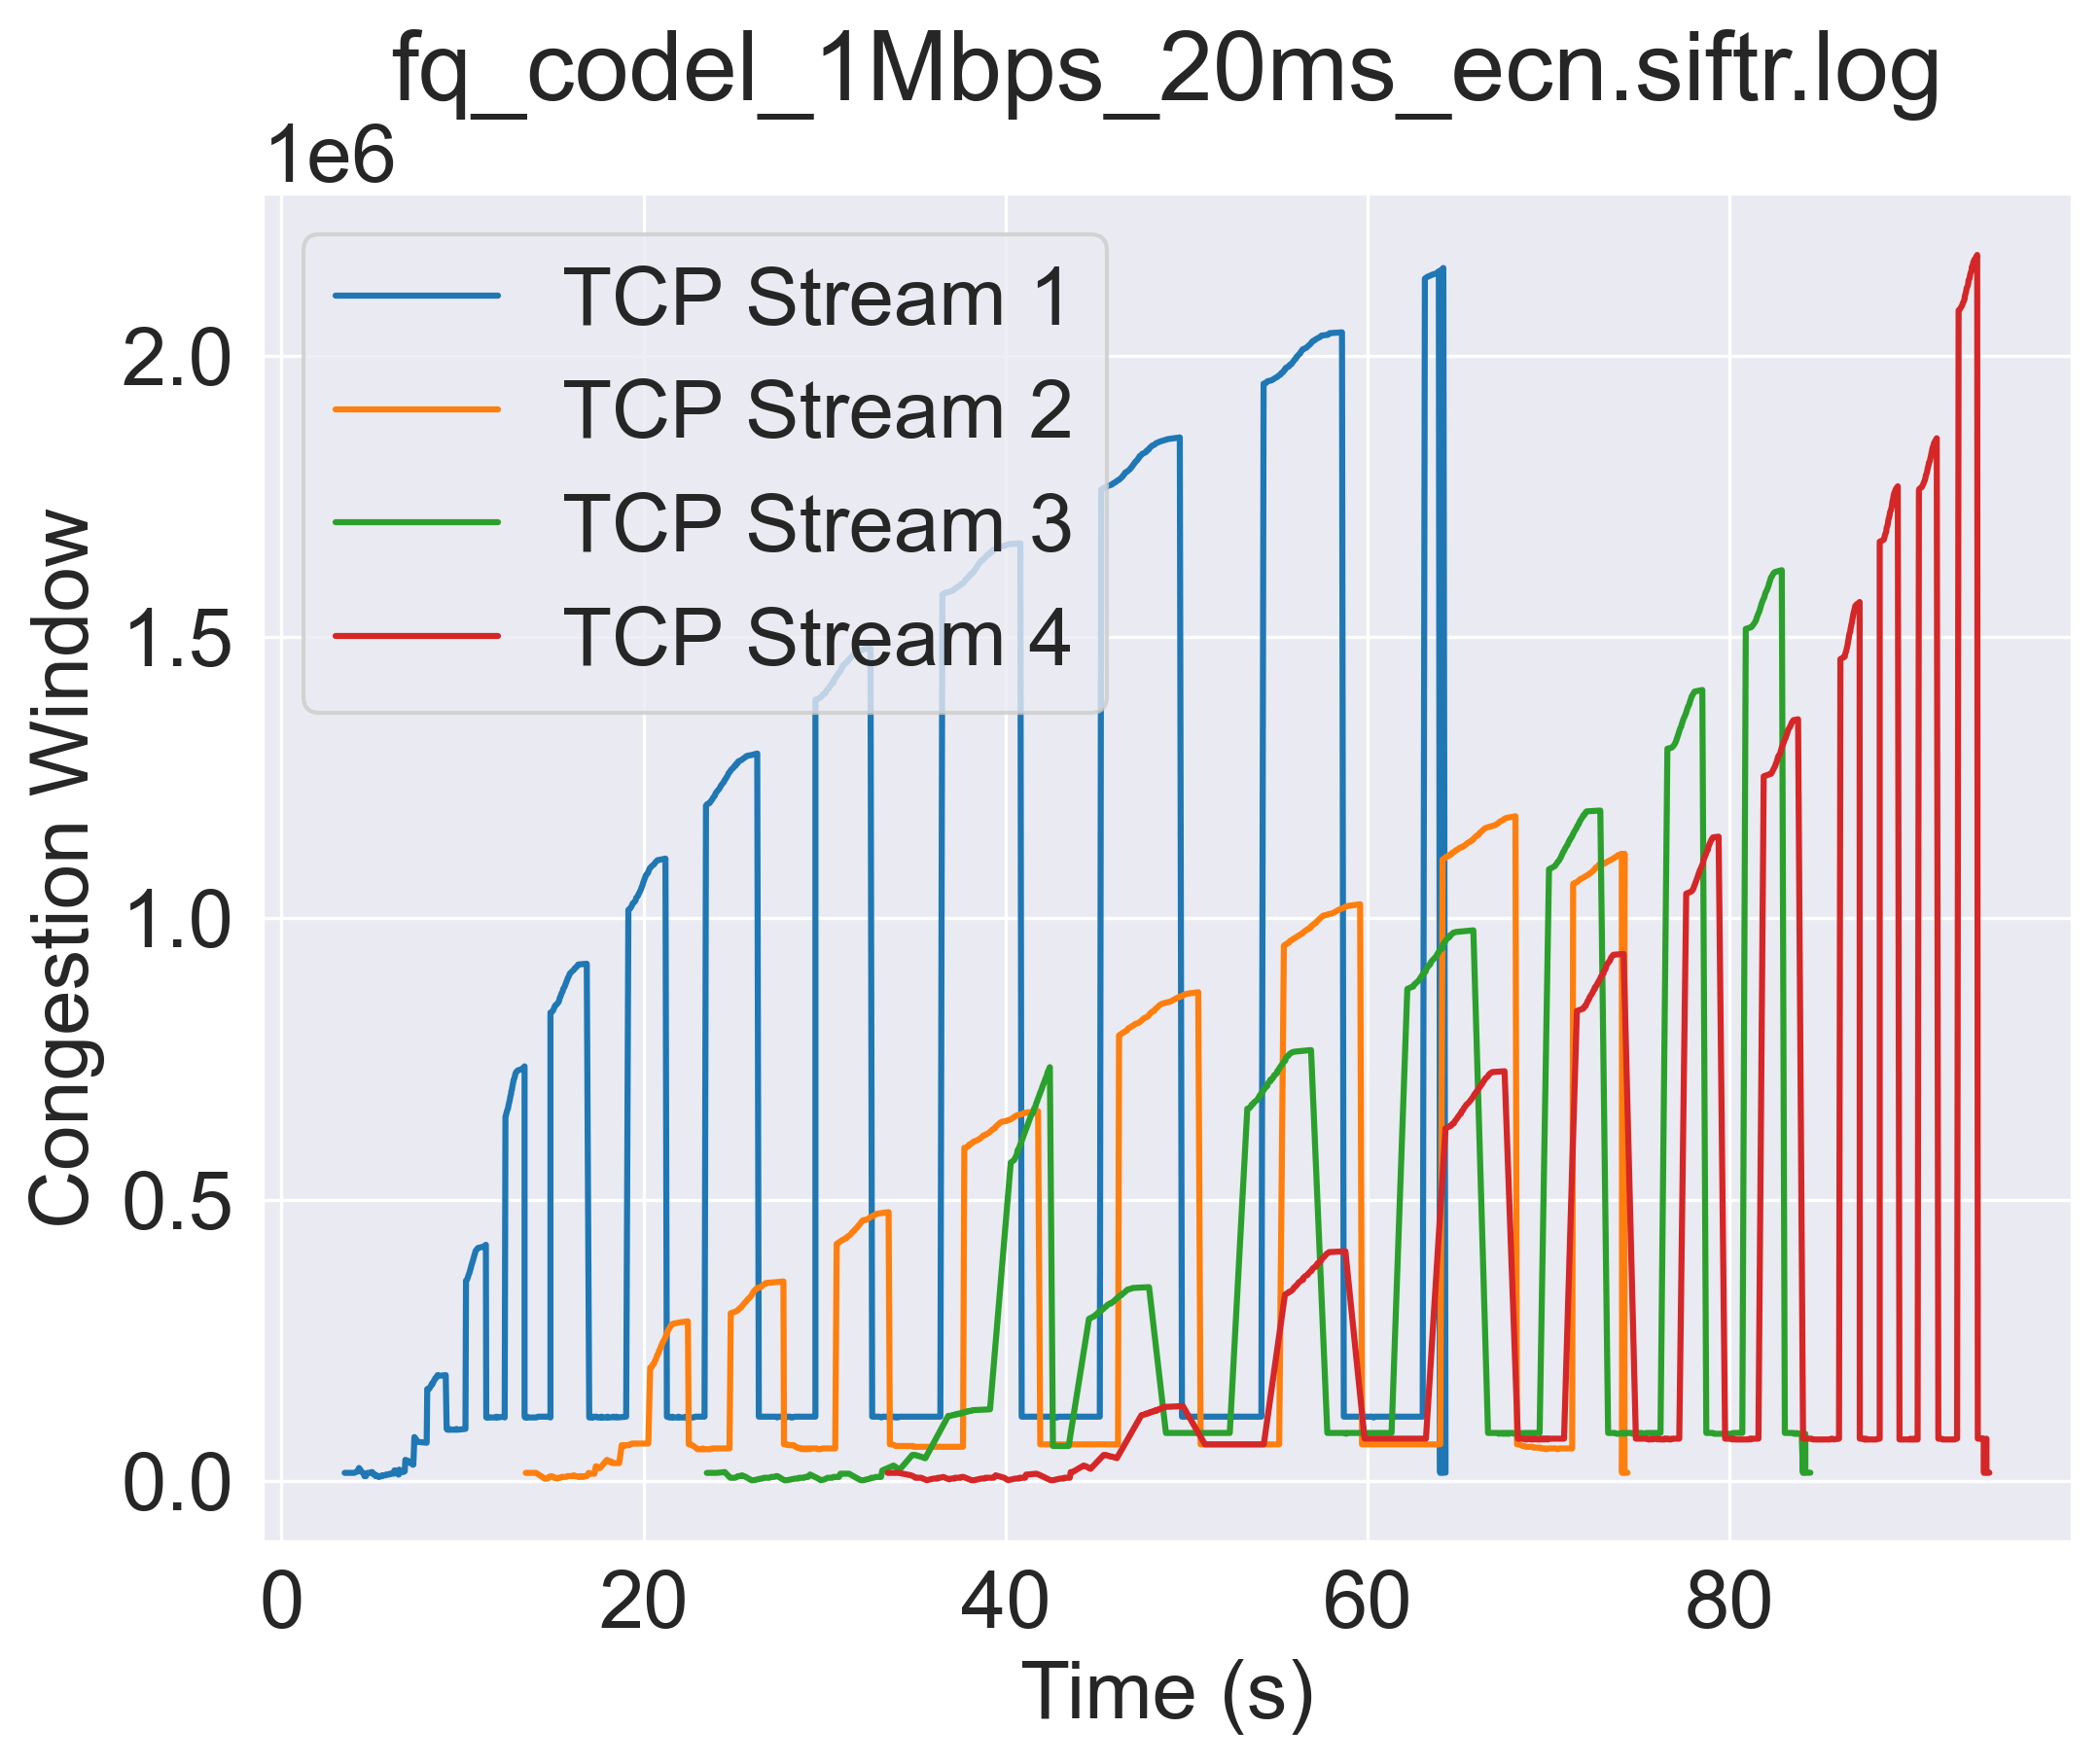 fq_codel_1Mbps_20ms_ecn.siftr.log
1e6
TCP Stream 1
TCP Stream 2
TCP Stream 3
TCP Stream 4
2.0
1.5
1.0
0.5
0.0
Congestion Window
0 20 40 60 80
Time (s)